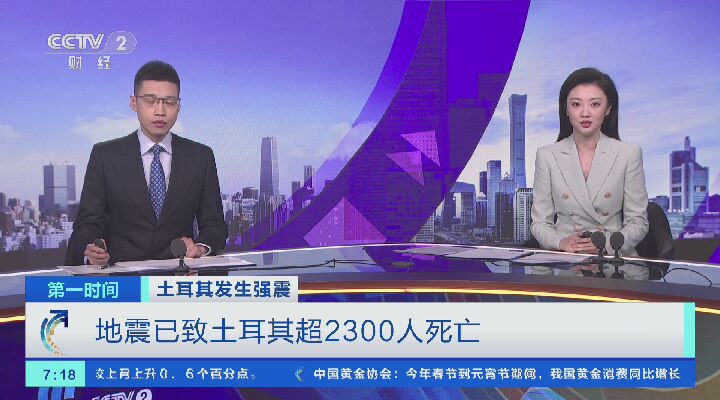 CCTV 2
财经
第一时间
土耳其发生强震
地震已致土耳其超2300人死亡
7:18
较上月上升0.6个百分点。
中国黄金协会：今年春节到元宵节期间，我国黄金消费同比增长
CCTV 2